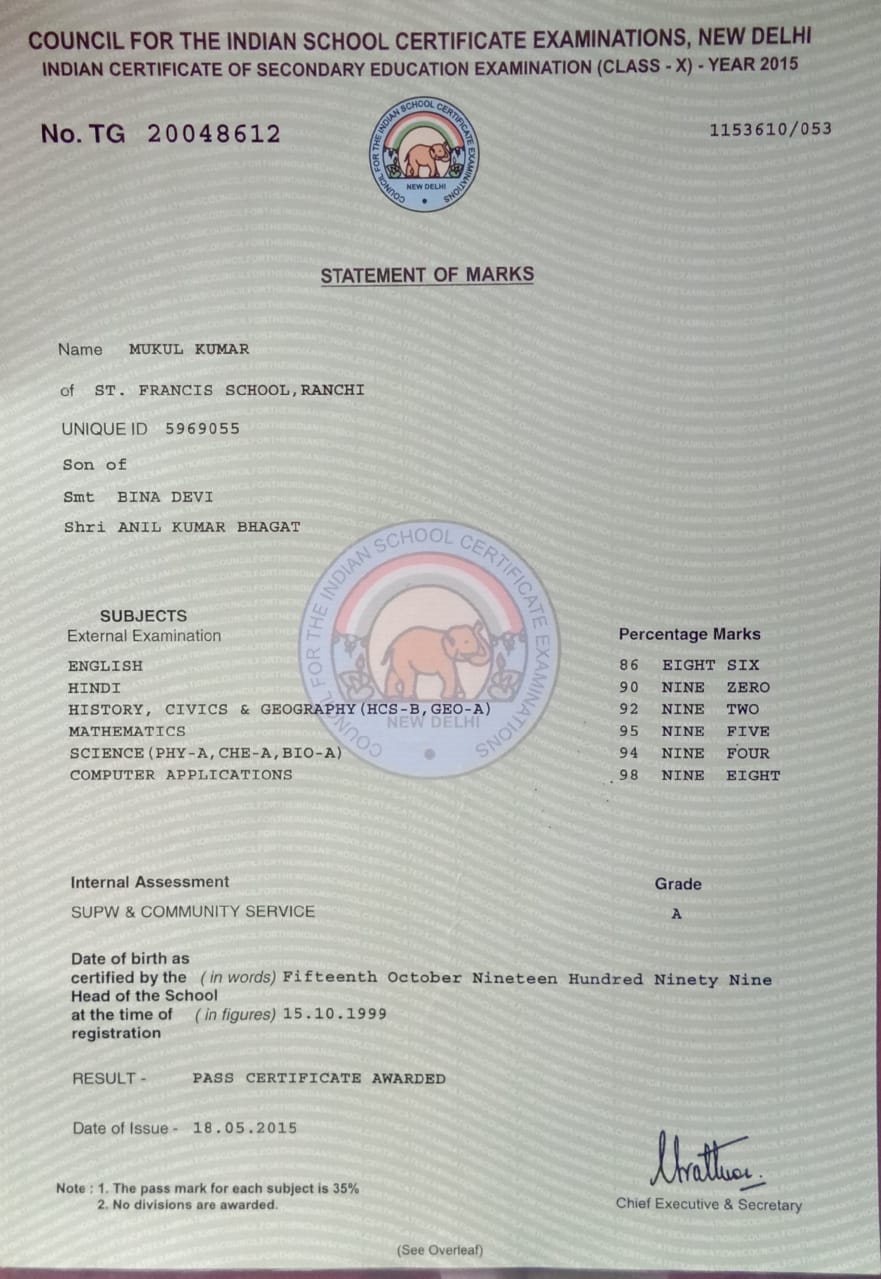 COUNCIL FOR THE INDIAN SCHOOL CERTIFICATE EXAMINATIONS, NEW DELHI
INDIAN CERTIFICATE OF SECONDARY EDUCATION EXAMINATION (CLASS - X) - YEAR 2015
No. TG 20048612
1153610/053
COUNCIL FOR THE INDIAN SCHOOL CERTIFICATE EXAMINATIONS
NEW DELHI
STATEMENT OF MARKS
Name MUKUL KUMAR
of ST. FRANCIS SCHOOL,RANCHI
UNIQUE ID 5969055
Son of
Smt BINA DEVI
Shri ANIL KUMAR BHAGAT
COUNCIL FOR THE INDIAN SCHOOL CERTIFICATE EXAMINATIONS
NEW DELHI
SUBJECTS
External Examination Percentage Marks
ENGLISH 86 EIGHT SIX
HINDI 90 NINE ZERO
HISTORY, CIVICS & GEOGRAPHY(HCS-B,GEO-A) 92 NINE TWO
MATHEMATICS 95 NINE FIVE
SCIENCE(PHY-A,CHE-A,BIO-A) 94 NINE FOUR
COMPUTER APPLICATIONS 98 NINE EIGHT
Internal Assessment Grade
SUPW & COMMUNITY SERVICE A
Date of birth as
certified by the (in words) Fifteenth October Nineteen Hundred Ninety Nine
Head of the School
at the time of (in figures) 15.10.1999
registration
RESULT - PASS CERTIFICATE AWARDED
Date of Issue - 18.05.2015
Note : 1. The pass mark for each subject is 35%
2. No divisions are awarded.
Chief Executive & Secretary
(See Overleaf)